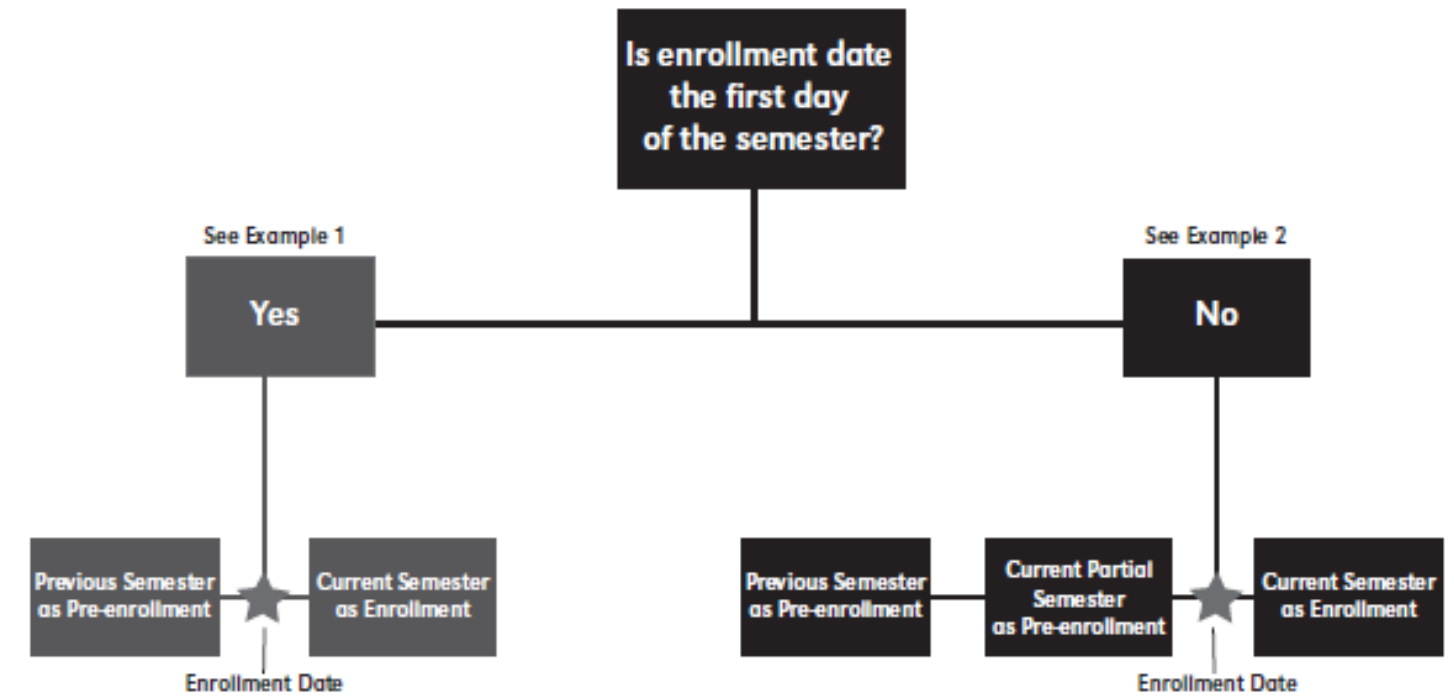 Is enrollment date
the first day
of the semester?
See Example 1
See Example 2
Yes
No
Previous Semester
as Pre-enrollment
Current Semester
as Enrollment
Previous Semester
as Pre-enrollment
Current Partial
Semester
as Pre-enrollment
Current Semester
as Enrollment
Enrollment Date
Enrollment Date